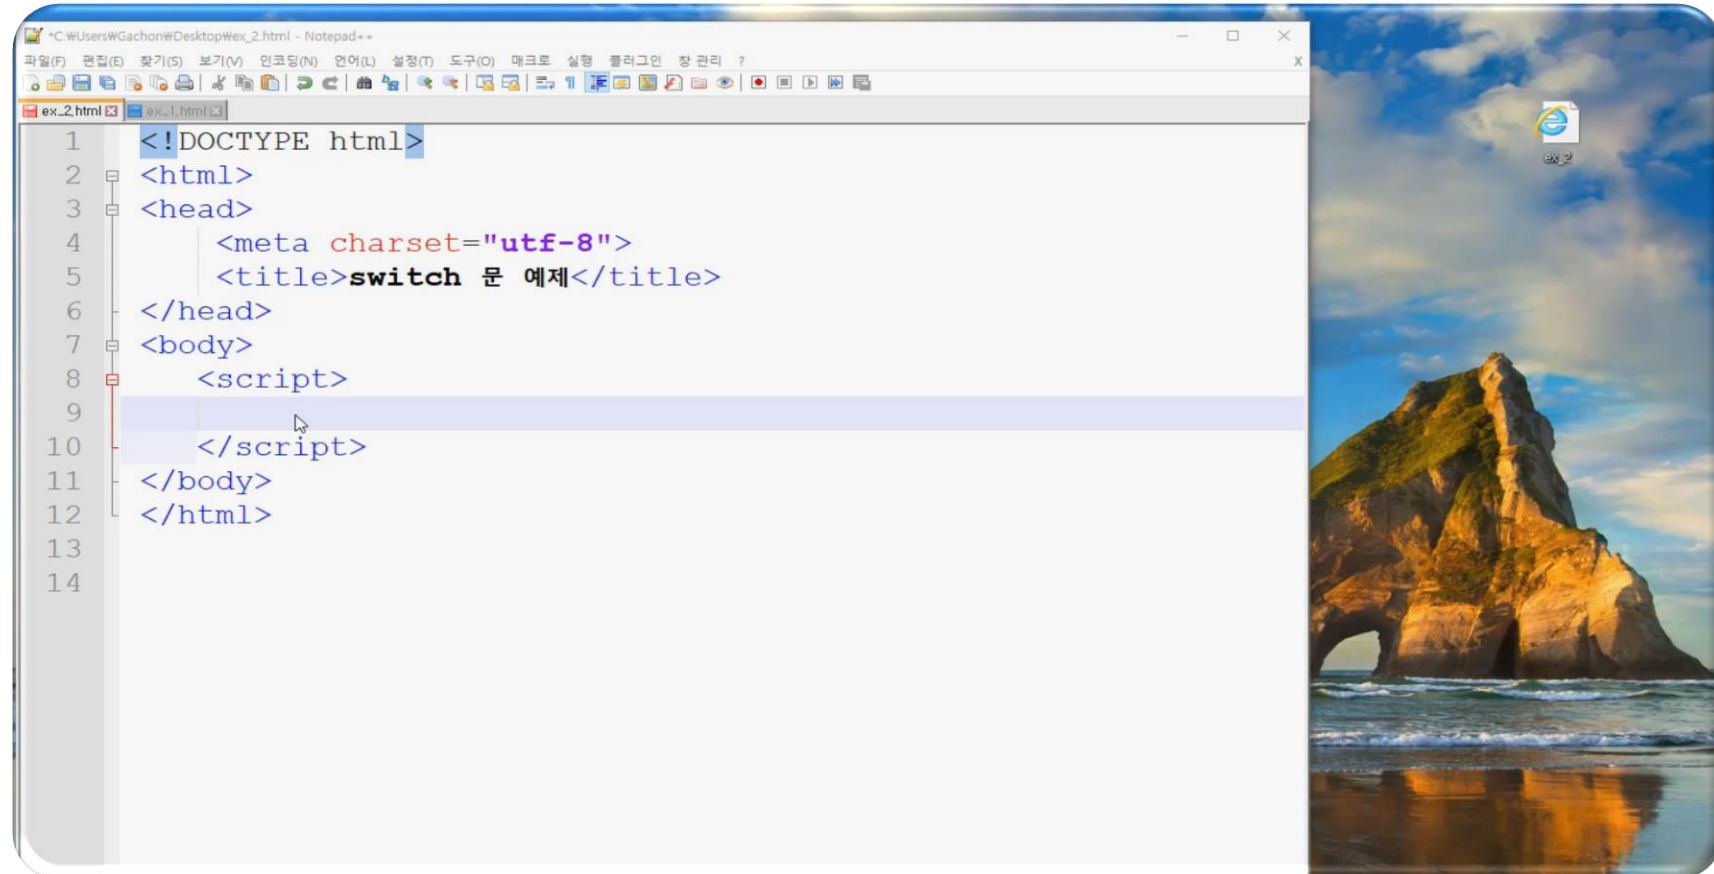 *C:₩Users₩Gachon₩Desktop₩ex_2.html - Notepad++
파일(F) 편집(E) 찾기(S) 보기(V) 인코딩(N) 언어(L) 설정(T) 도구(O) 매크로 실행 플러그인 창 관리 ? X
ex_2.html ex_1.html
1 <!DOCTYPE html>
2 <html>
3 <head>
4 <meta charset="utf-8">
5 <title>switch 문 예제</title>
6 </head>
7 <body>
8 <script>
9
10 </script>
11 </body>
12 </html>
13
14
ex_2